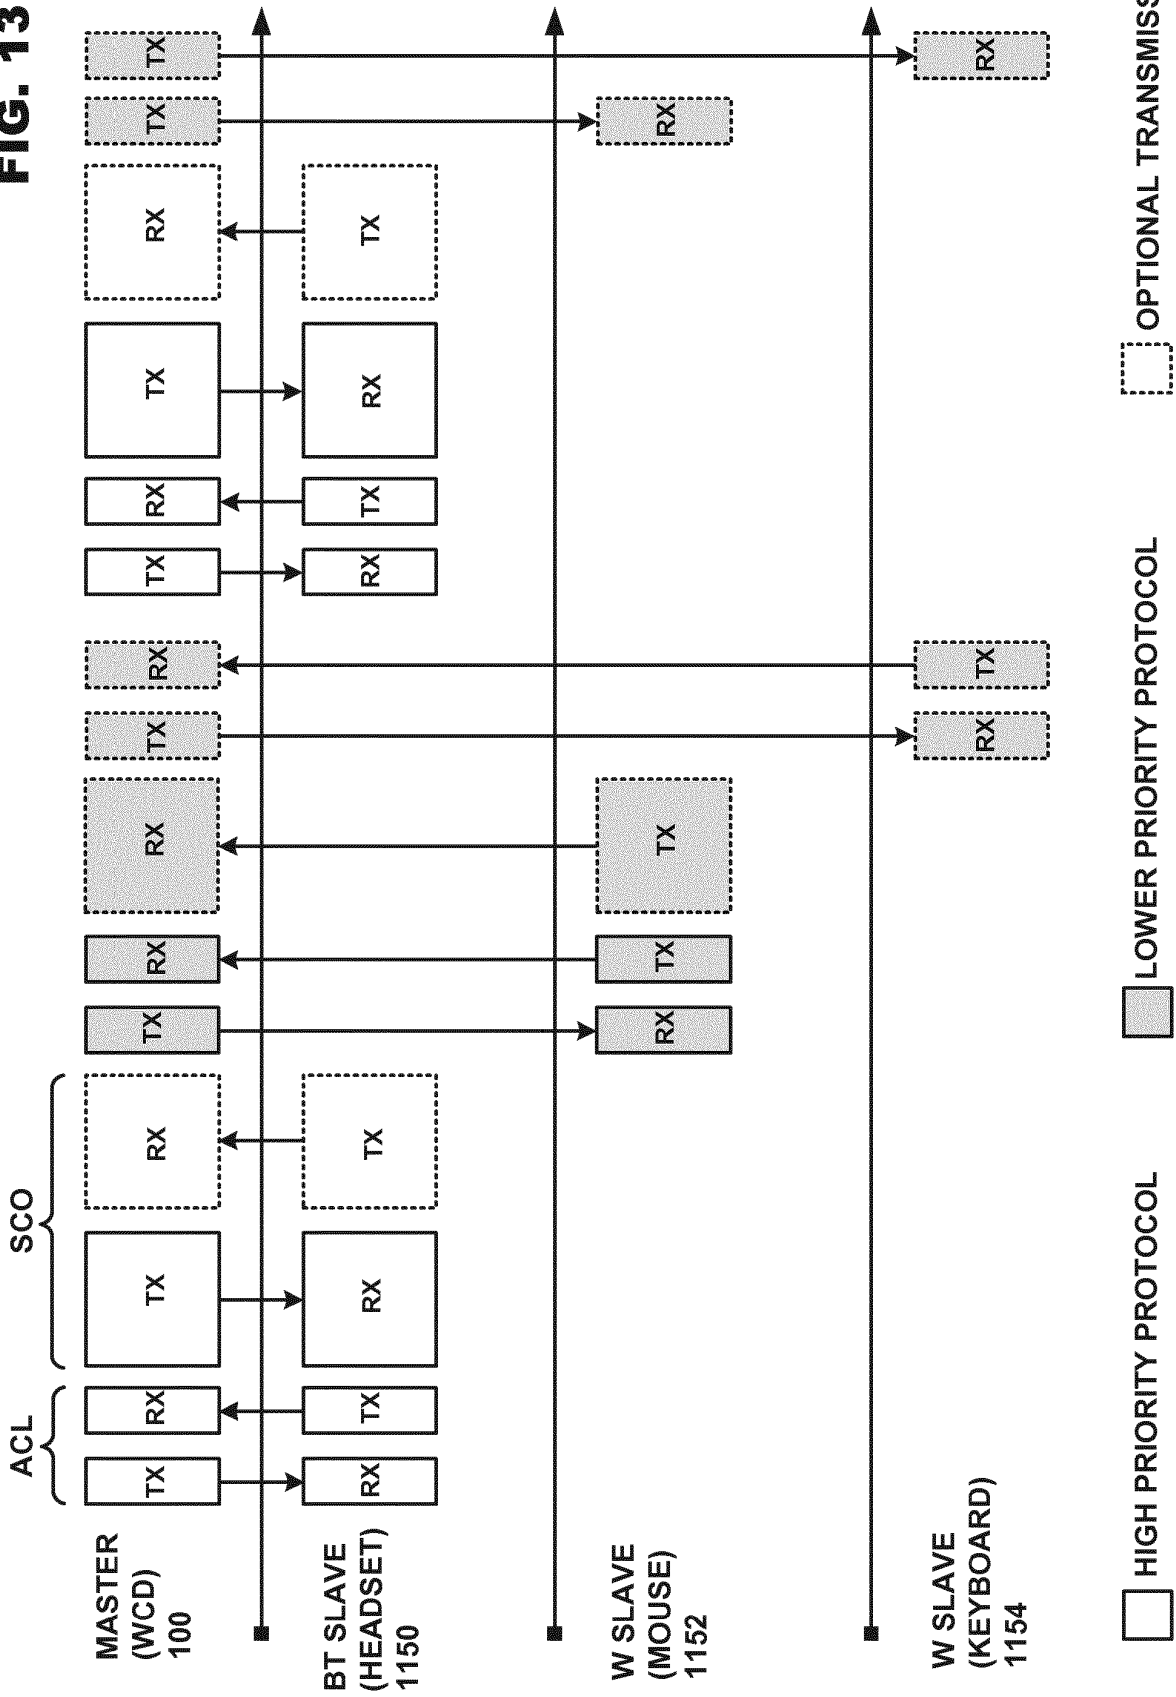 FIG. 13
ACL
SCO
MASTER
(WCD)
100
TX RX TX RX TX RX RX TX RX TX RX TX RX TX TX
BT SLAVE
(HEADSET)
1150
RX TX RX TX RX TX RX TX
W SLAVE
(MOUSE)
1152
RX TX TX RX
W SLAVE
(KEYBOARD)
1154
RX TX RX
HIGH PRIORITY PROTOCOL
LOWER PRIORITY PROTOCOL
OPTIONAL